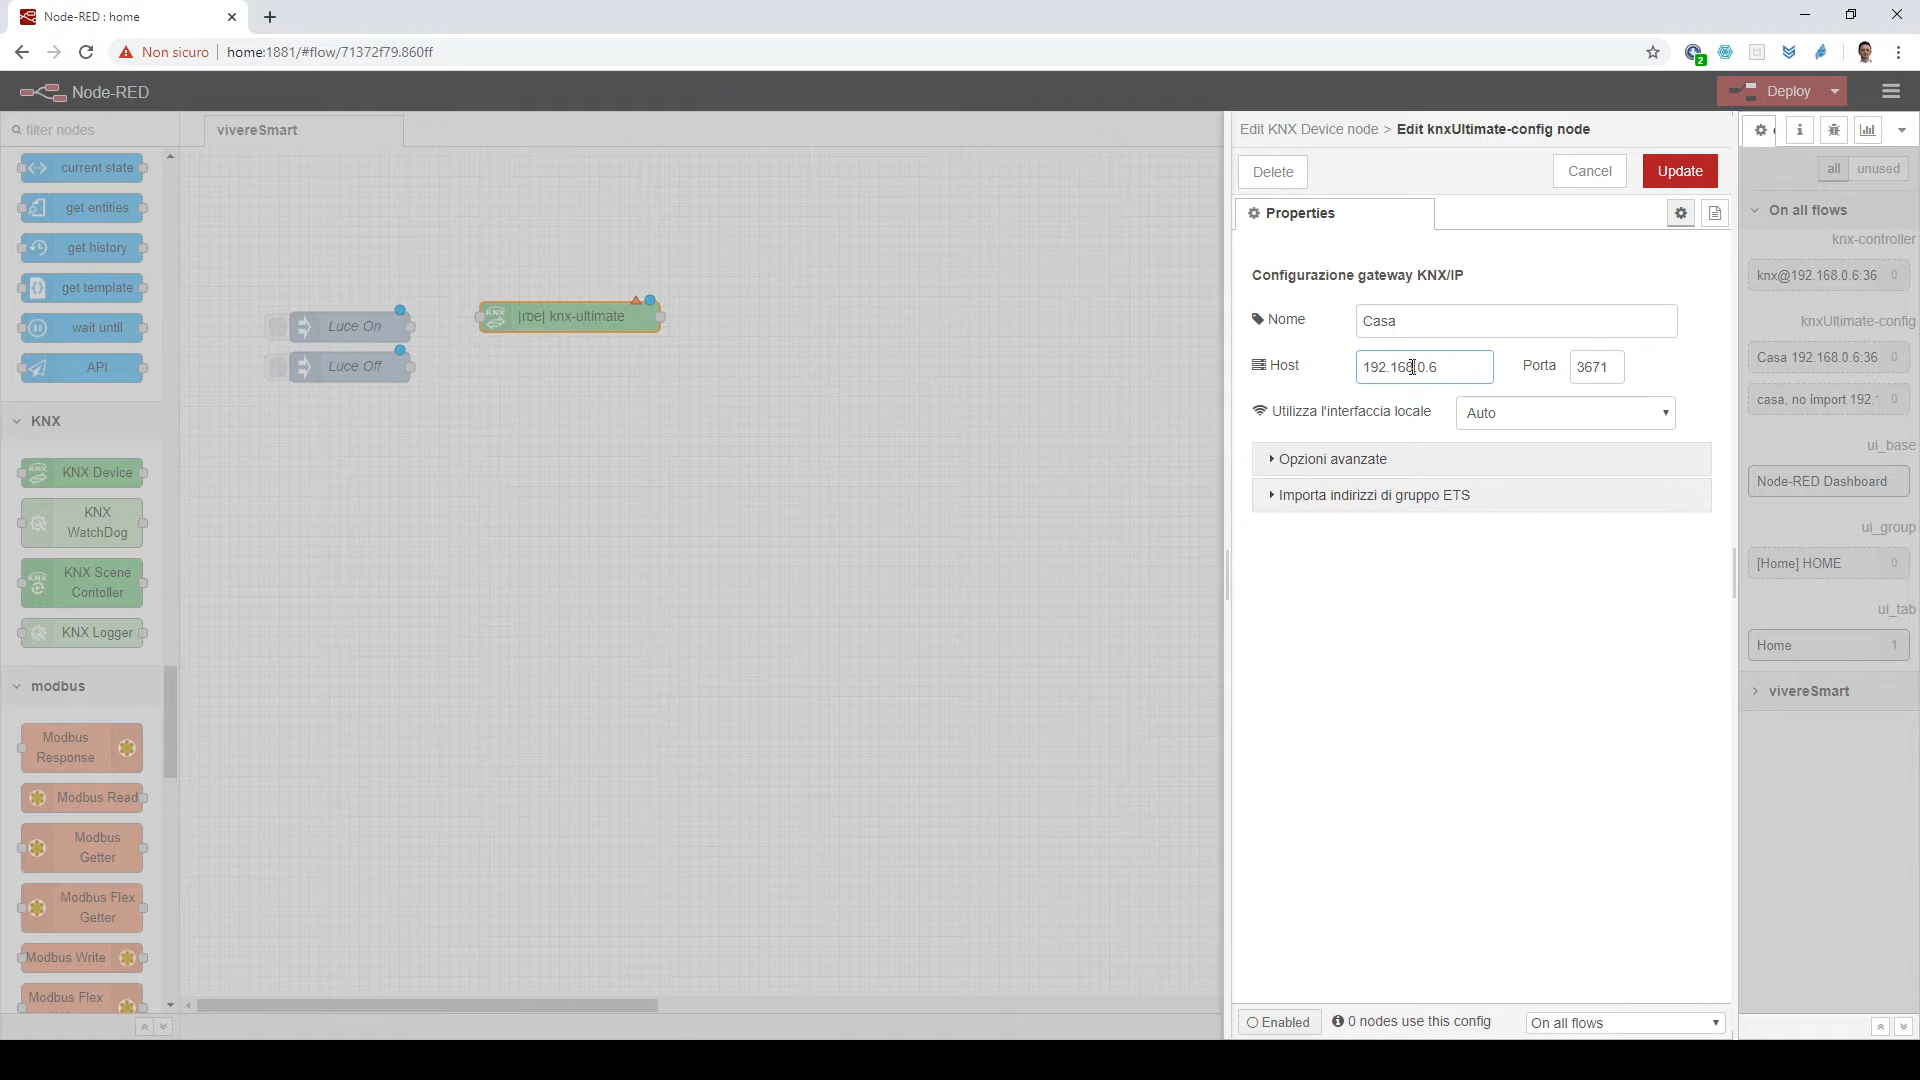 Node-RED : home
Non sicuro
home:1881/#flow/71372f79.860ff
2
Node-RED
Deploy
filter nodes
current state
get entities
get history
get template
wait until
API
KNX
KNX Device
KNX
WatchDog
KNX Scene
Contoller
KNX Logger
modbus
Modbus
Response
Modbus Read
Modbus
Getter
Modbus Flex
Getter
Modbus Write
Modbus Flex
vivereSmart
Luce On
Luce Off
KNX
|rbe| knx-ultimate
Edit KNX Device node > Edit knxUltimate-config node
Delete
Cancel
Update
Properties
Configurazione gateway KNX/IP
Nome
Casa
Host
192.168.0.6
Porta
3671
Utilizza l'interfaccia locale
Auto
Opzioni avanzate
Importa indirizzi di gruppo ETS
Enabled
0 nodes use this config
On all flows
all
unused
On all flows
knx-controller
knx@192.168.0.6:36
0
knxUltimate-config
Casa 192.168.0.6:36
0
casa, no import 192.
0
ui_base
Node-RED Dashboard
ui_group
[Home] HOME
0
ui_tab
Home
1
vivereSmart